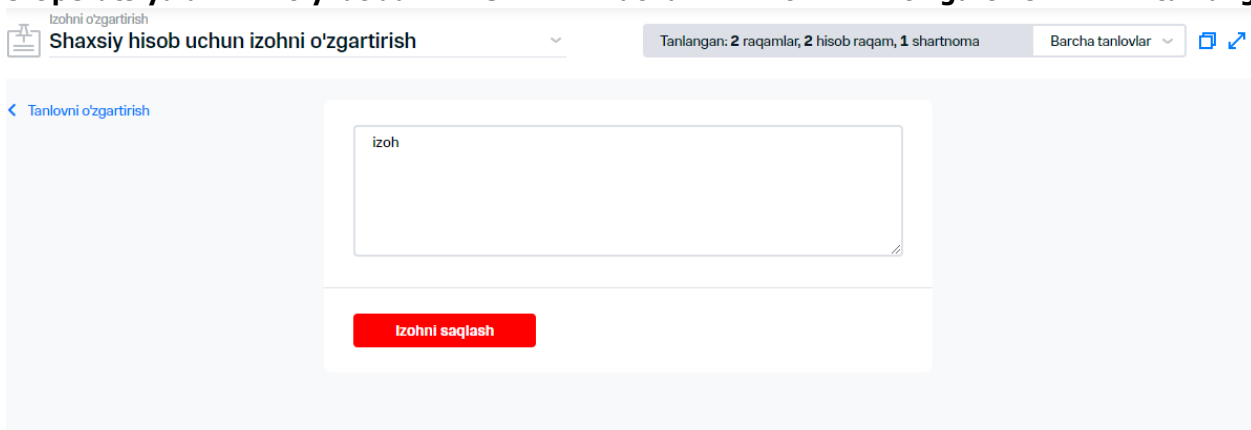 Izohni o'zgartirish
Shaxsiy hisob uchun izohni o'zgartirish
Tanlangan: 2 raqamlar, 2 hisob raqam, 1 shartnoma
Barcha tanlovlar
Tanlovni o'zgartirish
izoh
Izohni saqlash